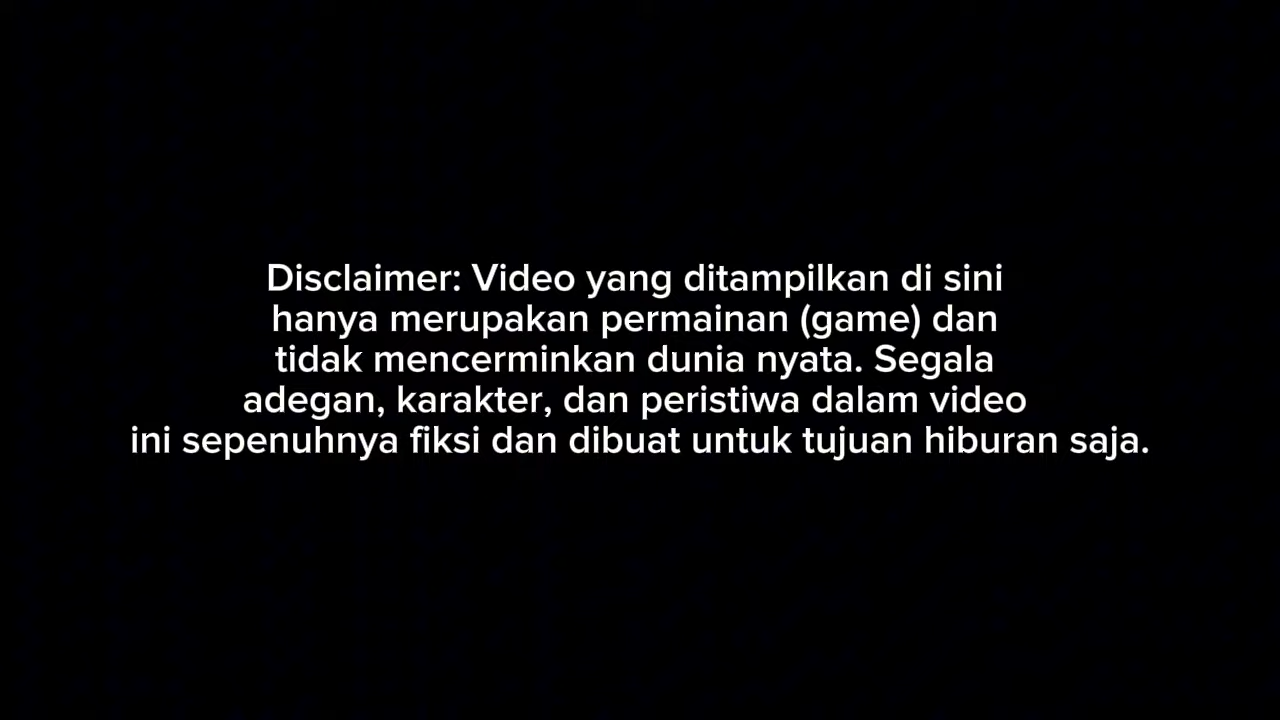 Disclaimer: Video yang ditampilkan di sini
hanya merupakan permainan (game) dan
tidak mencerminkan dunia nyata. Segala
adegan, karakter, dan peristiwa dalam video
ini sepenuhnya fiksi dan dibuat untuk tujuan hiburan saja.